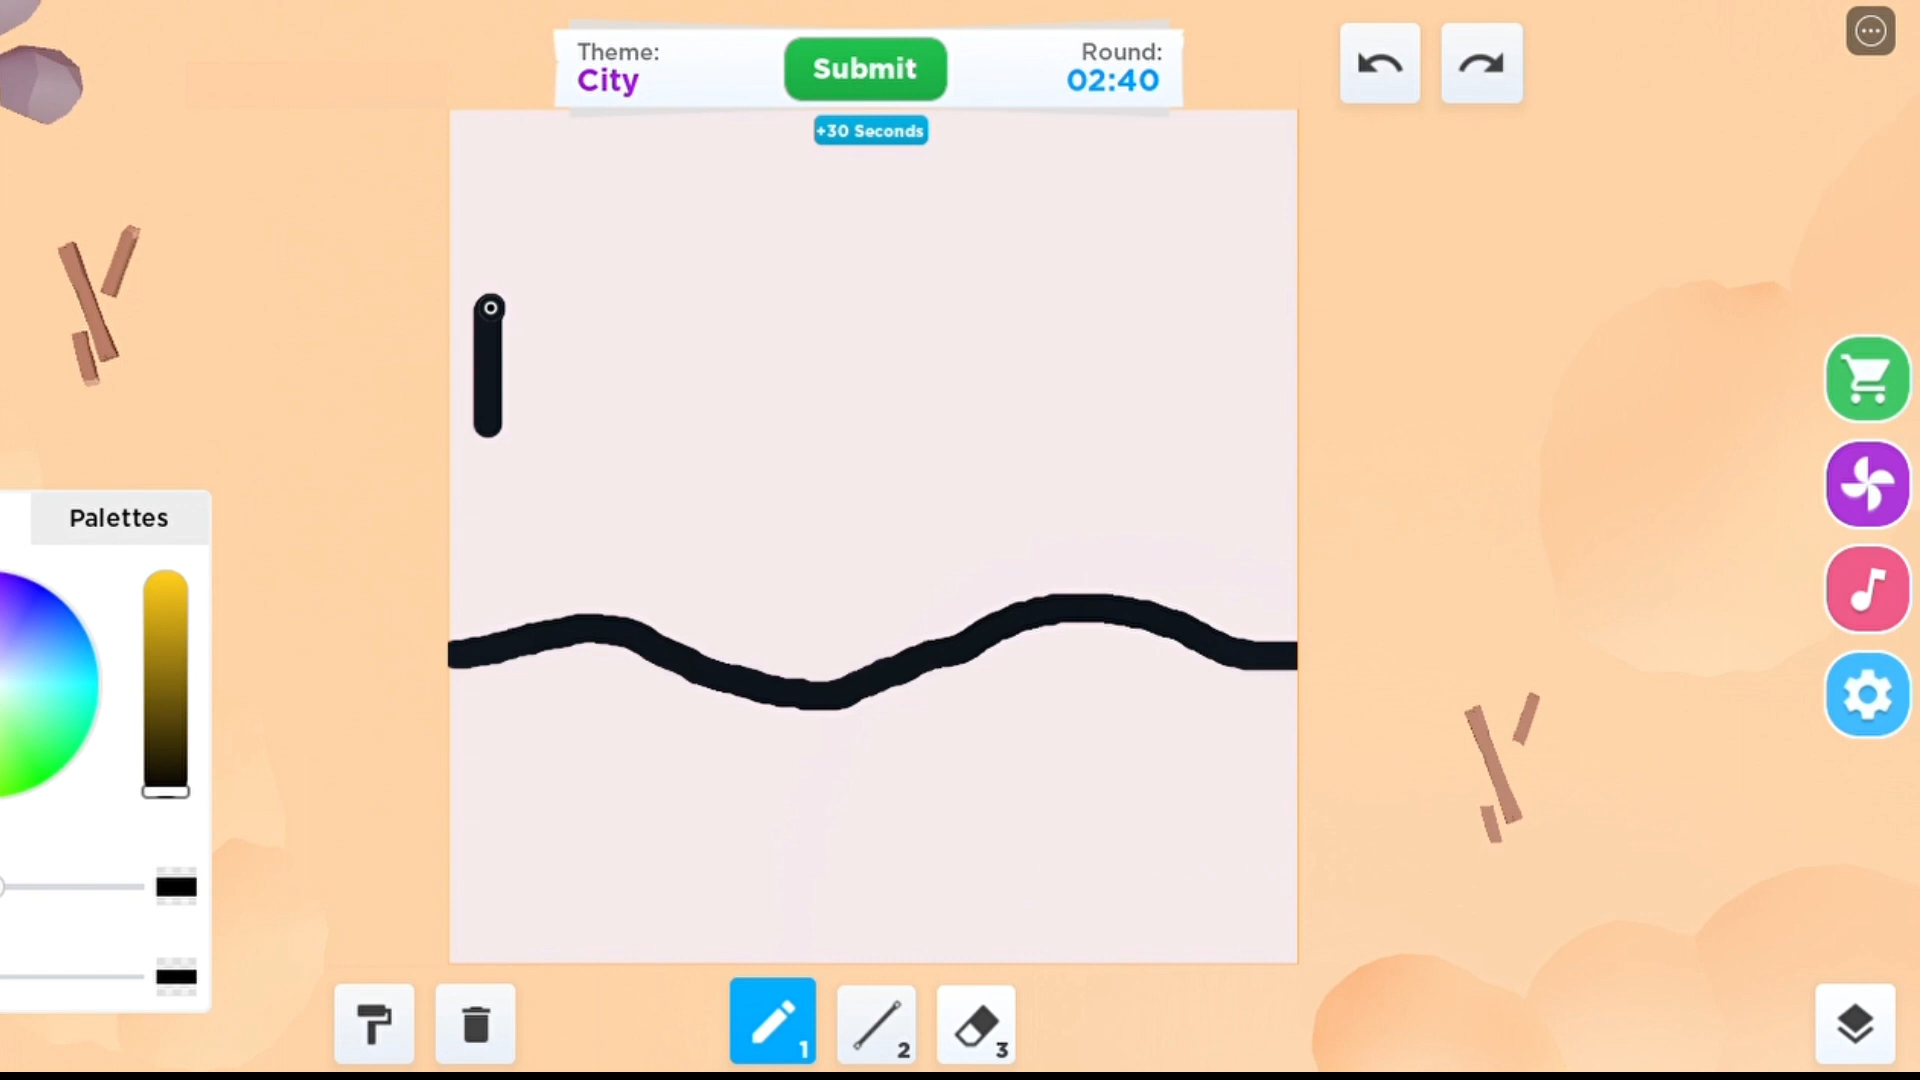 Theme:
City
Submit
Round:
02:40
+30 Seconds
Palettes
1
2
3